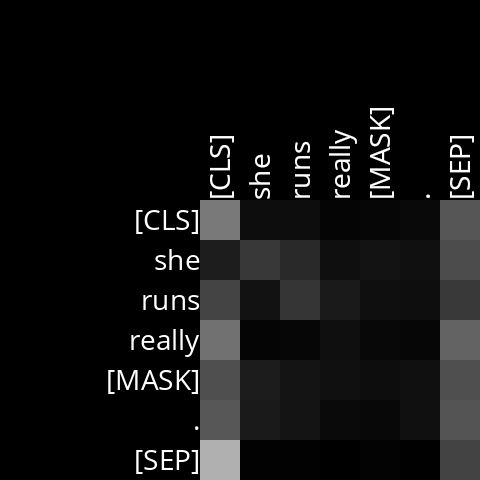 [CLS] she runs really [MASK] . [SEP]
[CLS]
she
runs
really
[MASK]
.
[SEP]